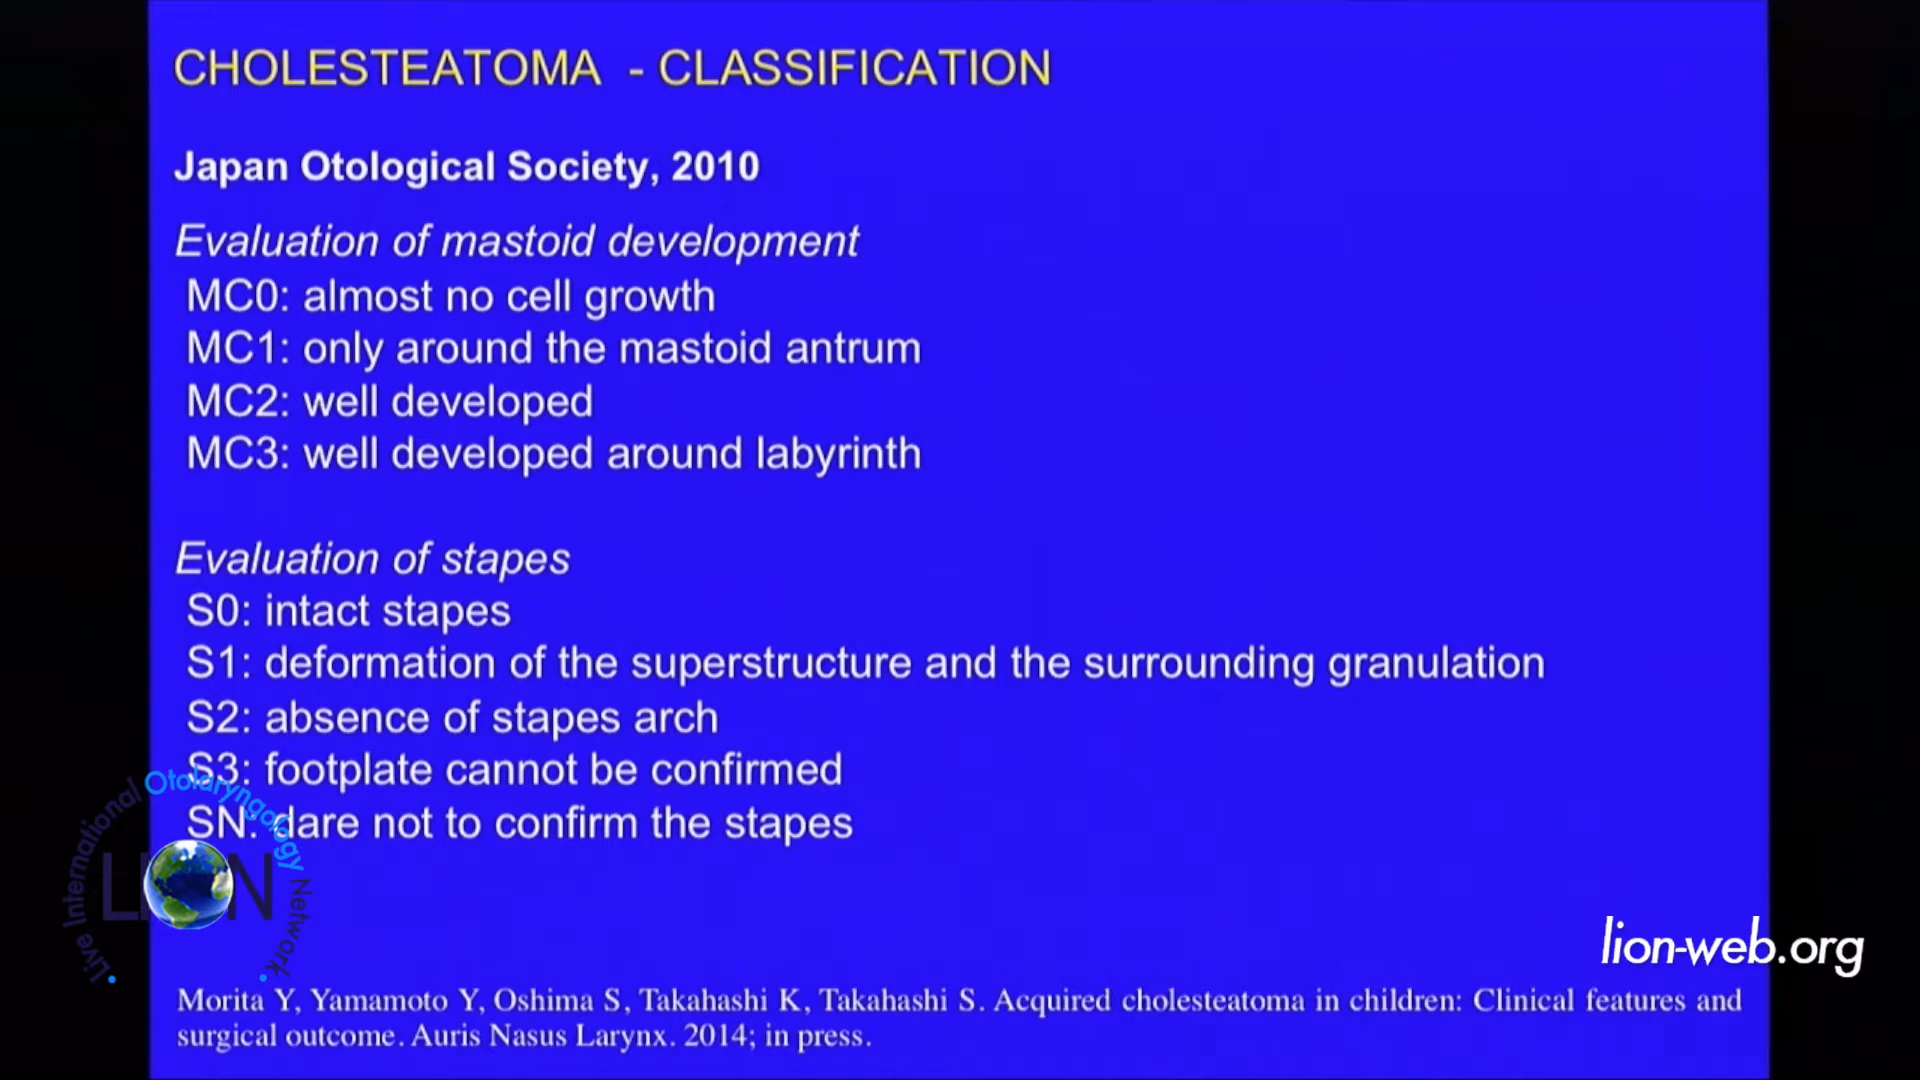 CHOLESTEATOMA - CLASSIFICATION
Japan Otological Society, 2010
Evaluation of mastoid development
MC0: almost no cell growth
MC1: only around the mastoid antrum
MC2: well developed
MC3: well developed around labyrinth
Evaluation of stapes
S0: intact stapes
S1: deformation of the superstructure and the surrounding granulation
S2: absence of stapes arch
S3: footplate cannot be confirmed
SN: dare not to confirm the stapes
Live International Otolaryngology Network
LION
lion-web.org
Morita Y, Yamamoto Y, Oshima S, Takahashi K, Takahashi S. Acquired cholesteatoma in children: Clinical features and
surgical outcome. Auris Nasus Larynx. 2014; in press.